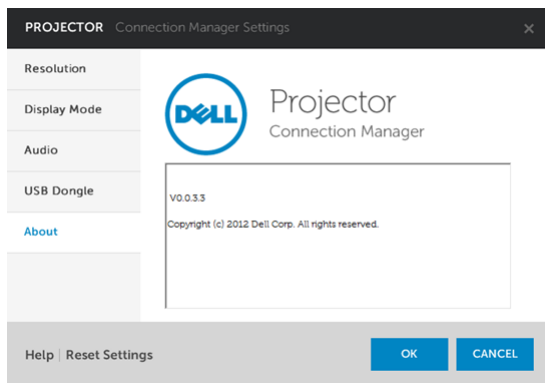 PROJECTOR Connection Manager Settings
Resolution
Display Mode
Audio
USB Dongle
About
DELL
Projector
Connection Manager
V0.0.3.3
Copyright (c) 2012 Dell Corp. All rights reserved.
Help | Reset Settings
OK
CANCEL